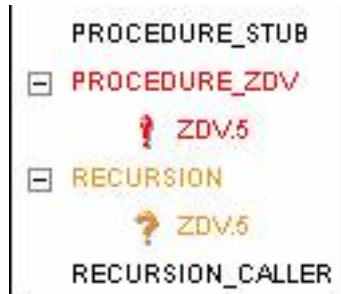 PROCEDURE_STUB
PROCEDURE_ZDV
ZDV.5
RECURSION
ZDV.5
RECURSION_CALLER